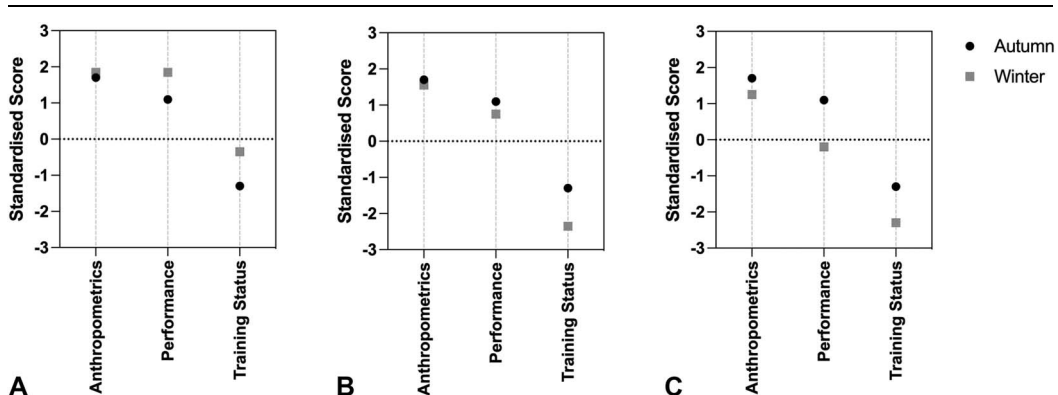 3
2
1
0
-1
-2
-3
Standardised Score
Anthropometrics
Performance
Training Status
A
3
2
1
0
-1
-2
-3
Standardised Score
Anthropometrics
Performance
Training Status
B
3
2
1
0
-1
-2
-3
Standardised Score
Anthropometrics
Performance
Training Status
C
Autumn
Winter